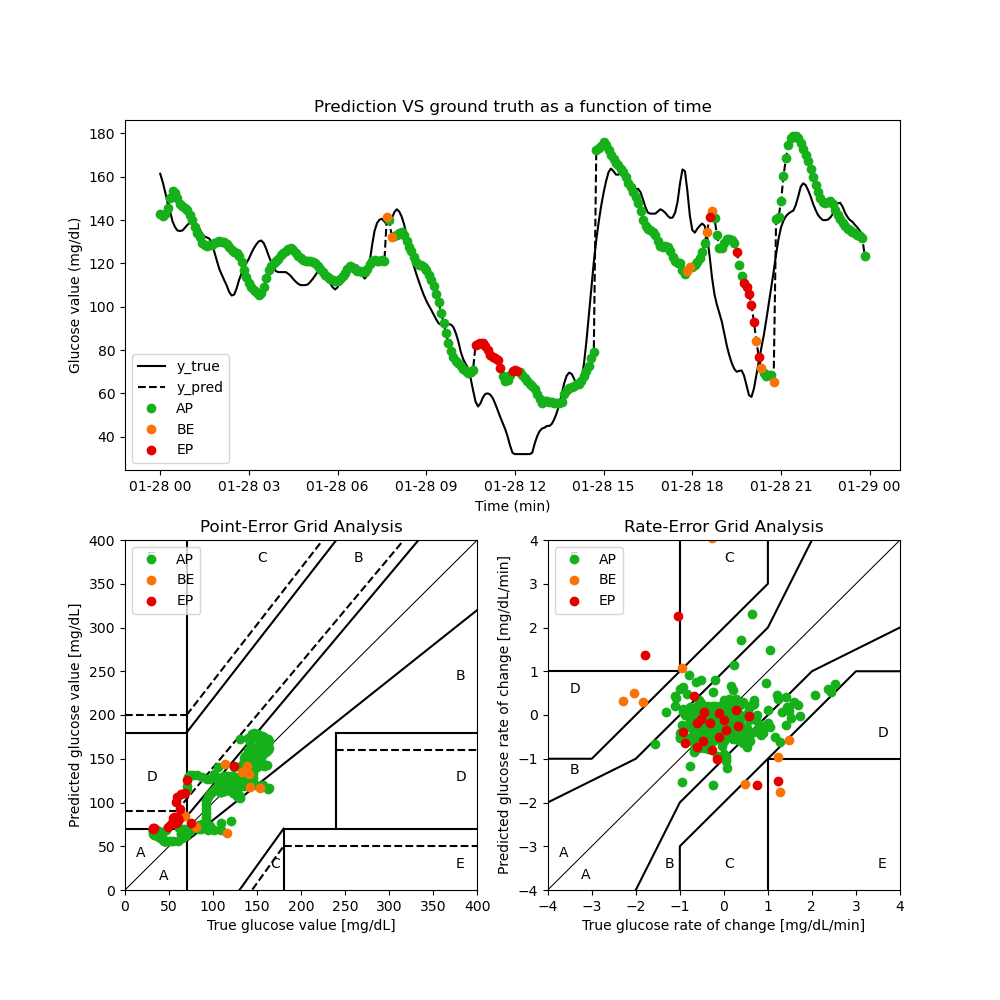 Prediction VS ground truth as a function of time
Glucose value (mg/dL)
180
160
140
120
100
80
60
40
y_true
y_pred
AP
BE
EP
01-28 00 01-28 03 01-28 06 01-28 09 01-28 12 01-28 15 01-28 18 01-28 21 01-29 00
Time (min)
Point-Error Grid Analysis
Predicted glucose value [mg/dL]
400
350
300
250
200
150
100
50
0
AP
BE
EP
C
B
B
D
D
A
A
C
E
0 50 100 150 200 250 300 350 400
True glucose value [mg/dL]
Rate-Error Grid Analysis
Predicted glucose rate of change [mg/dL/min]
4
3
2
1
0
−1
−2
−3
−4
AP
BE
EP
C
D
D
B
A
A
B
C
E
−4 −3 −2 −1 0 1 2 3 4
True glucose rate of change [mg/dL/min]